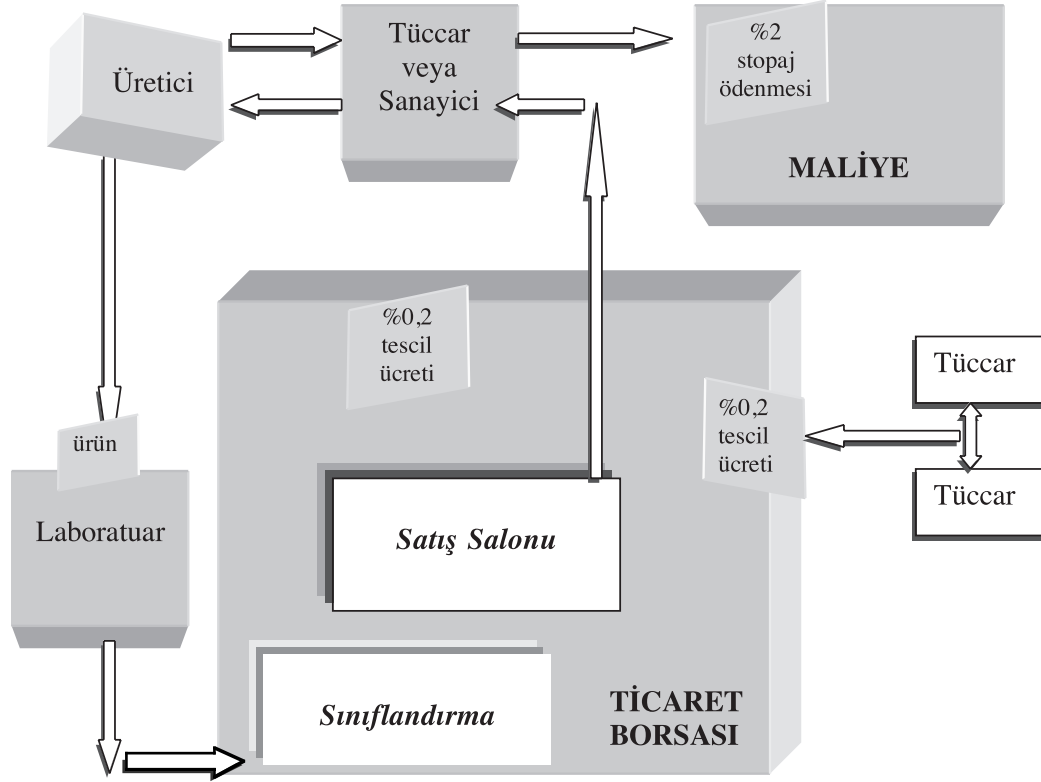 Üretici
Tüccar
veya
Sanayici
%2
stopaj
ödenmesi
MALİYE
%0,2
tescil
ücreti
%0,2
tescil
ücreti
Tüccar
Tüccar
ürün
Laboratuar
Satış Salonu
Sınıflandırma
TİCARET
BORSASI